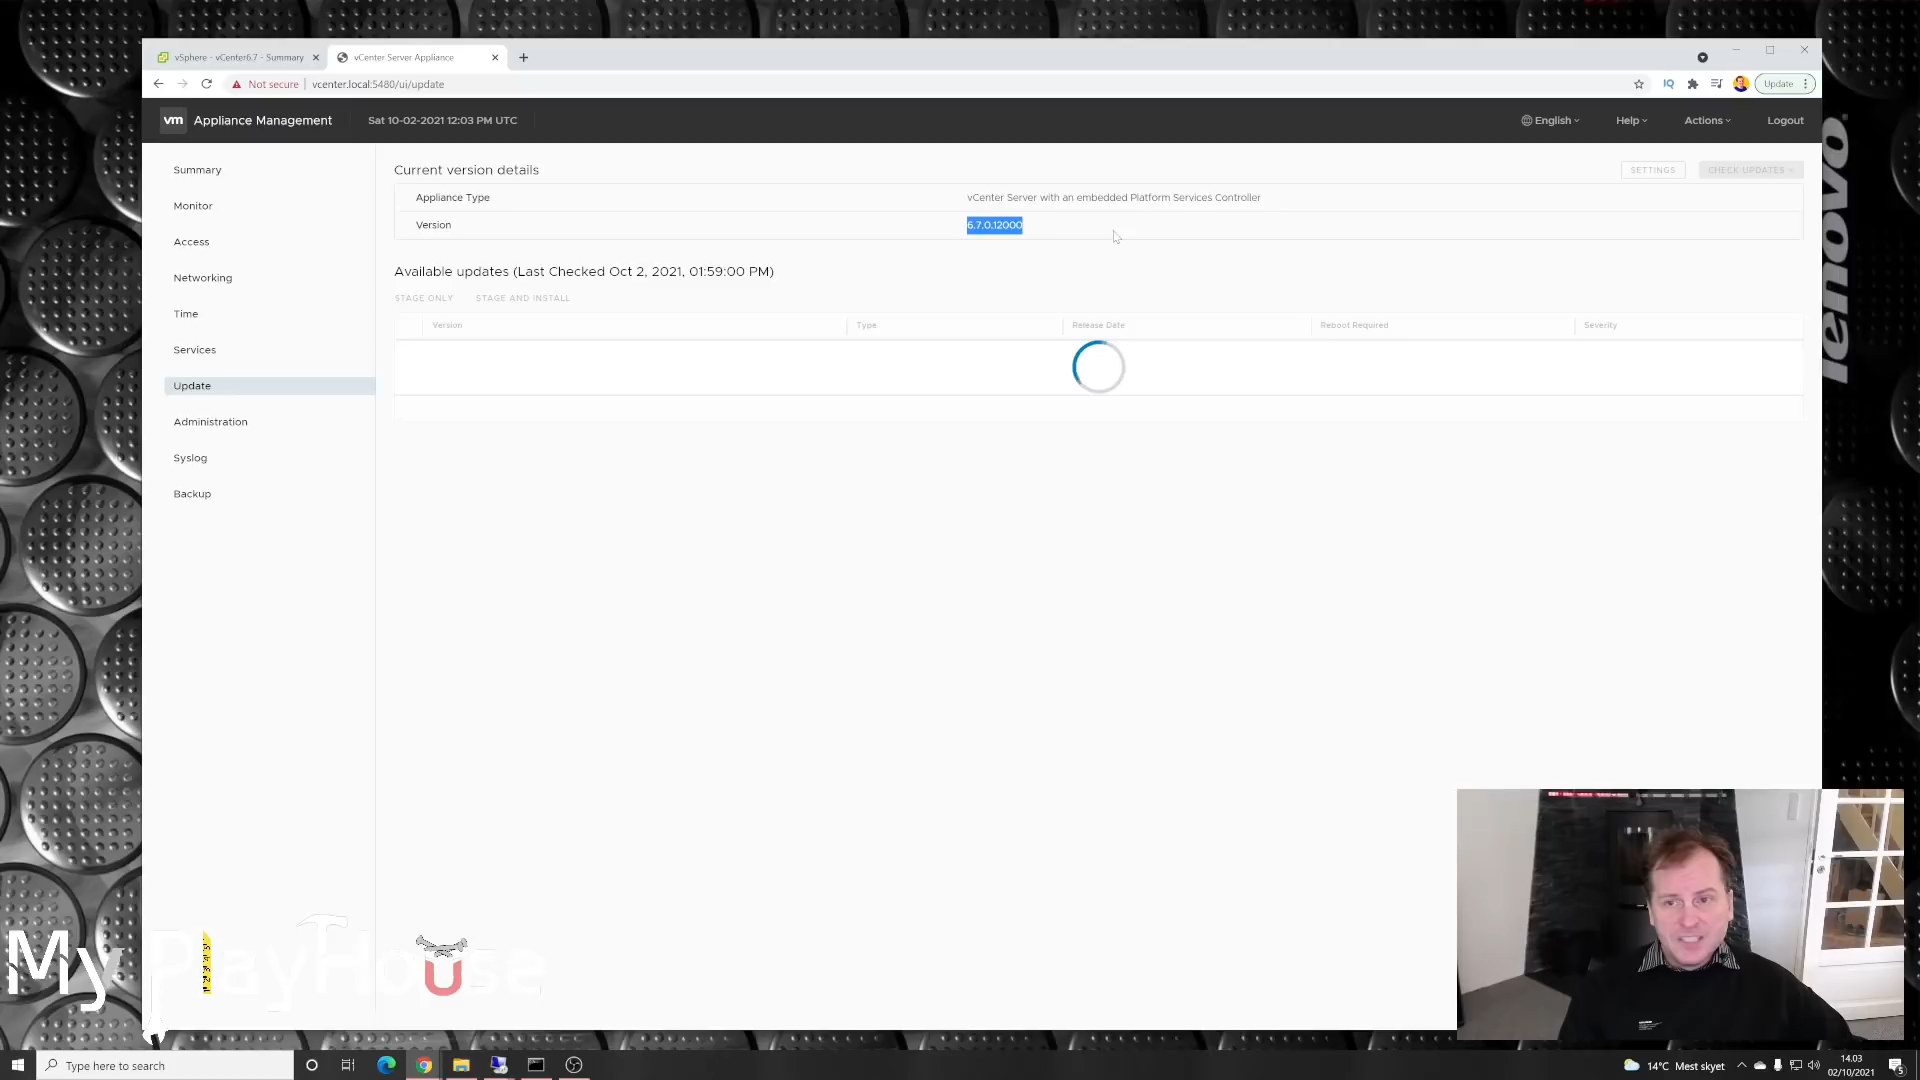 vSphere - vCenter6.7 - Summary
vCenter Server Appliance
Not secure | vcenter.local:5480/ui/update
IQ
Update
vm Appliance Management
Sat 10-02-2021 12:03 PM UTC
English
Help
Actions
Logout
Summary
Monitor
Access
Networking
Time
Services
Update
Administration
Syslog
Backup
Current version details
SETTINGS
CHECK UPDATES
Appliance Type
vCenter Server with an embedded Platform Services Controller
Version
6.7.0.12000
Available updates (Last Checked Oct 2, 2021, 01:59:00 PM)
STAGE ONLY
STAGE AND INSTALL
Version
Type
Release Date
Reboot Required
Severity
lenovo
My PlayHouse
Type here to search
14°C Mest skyet
14.03
02/10/2021
5